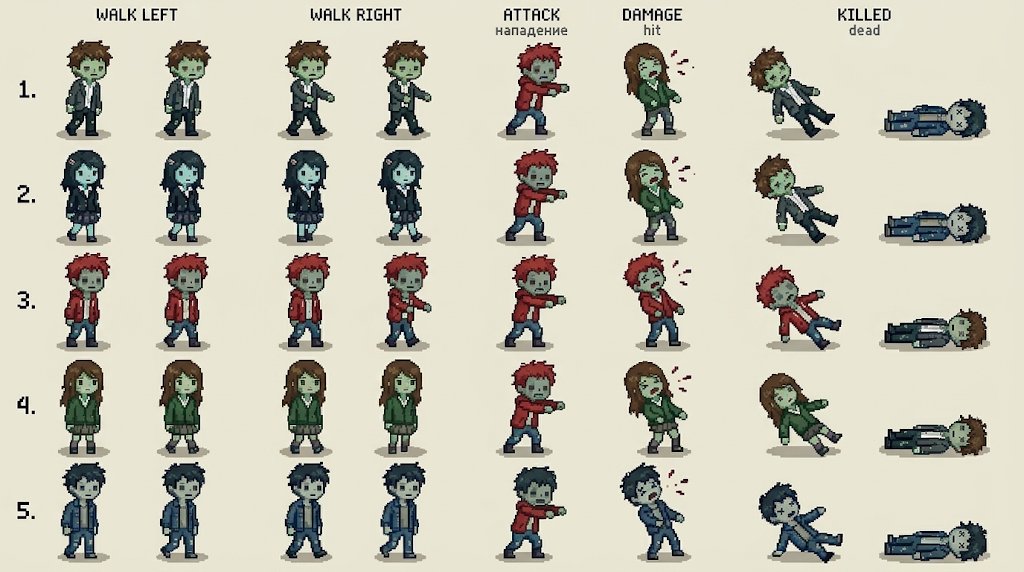 WALK LEFT WALK RIGHT ATTACK DAMAGE KILLED
нападение hit dead
1.
2.
3.
4.
5.